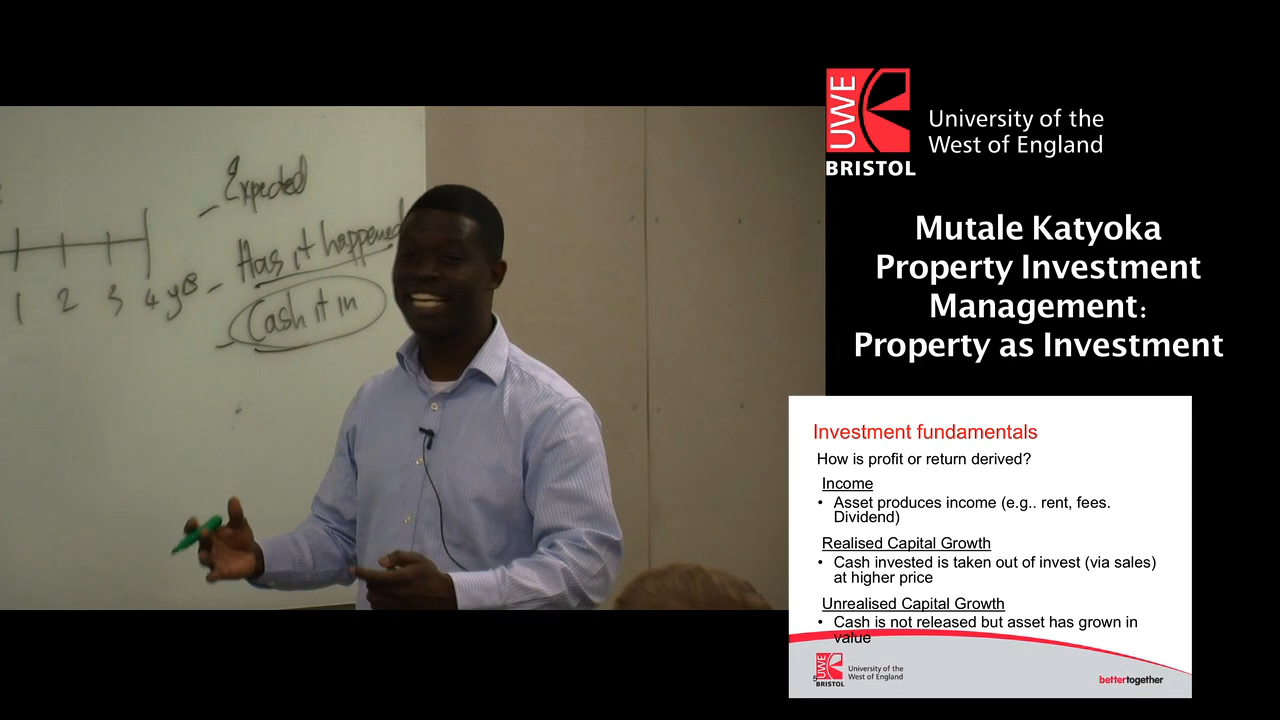 Expected
Has it happened
Cash it in
1 2 3 4 yrs
UWE
BRISTOL
University of the
West of England
Mutale Katyoka
Property Investment
Management:
Property as Investment
Investment fundamentals
How is profit or return derived?
Income
• Asset produces income (e.g.. rent, fees.
Dividend)
Realised Capital Growth
• Cash invested is taken out of invest (via sales)
at higher price
Unrealised Capital Growth
• Cash is not released but asset has grown in
value
5
UWE
BRISTOL
University of the
West of England
bettertogether